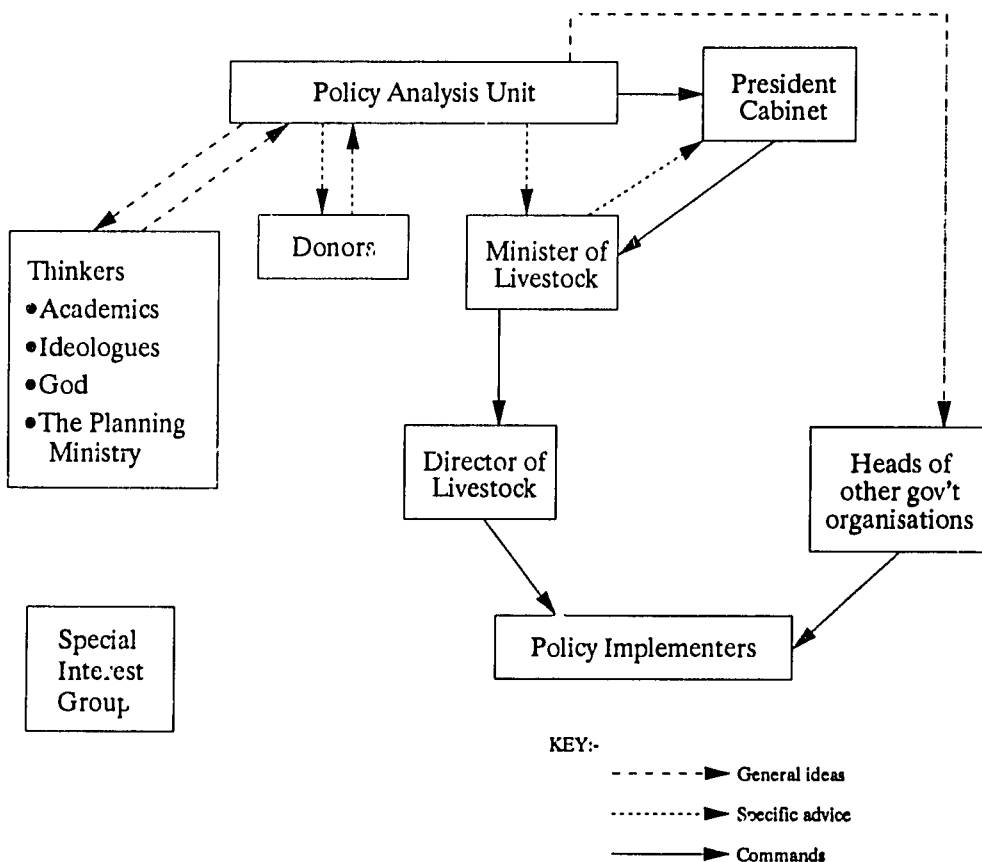 Policy Analysis Unit
President
Cabinet
Donors
Minister of
Livestock
Thinkers
•Academics
•Ideologues
•God
•The Planning
Ministry
Director of
Livestock
Heads of
other gov't
organisations
Special
Interest
Group
Policy Implementers
KEY:-
General ideas
Specific advice
Commands